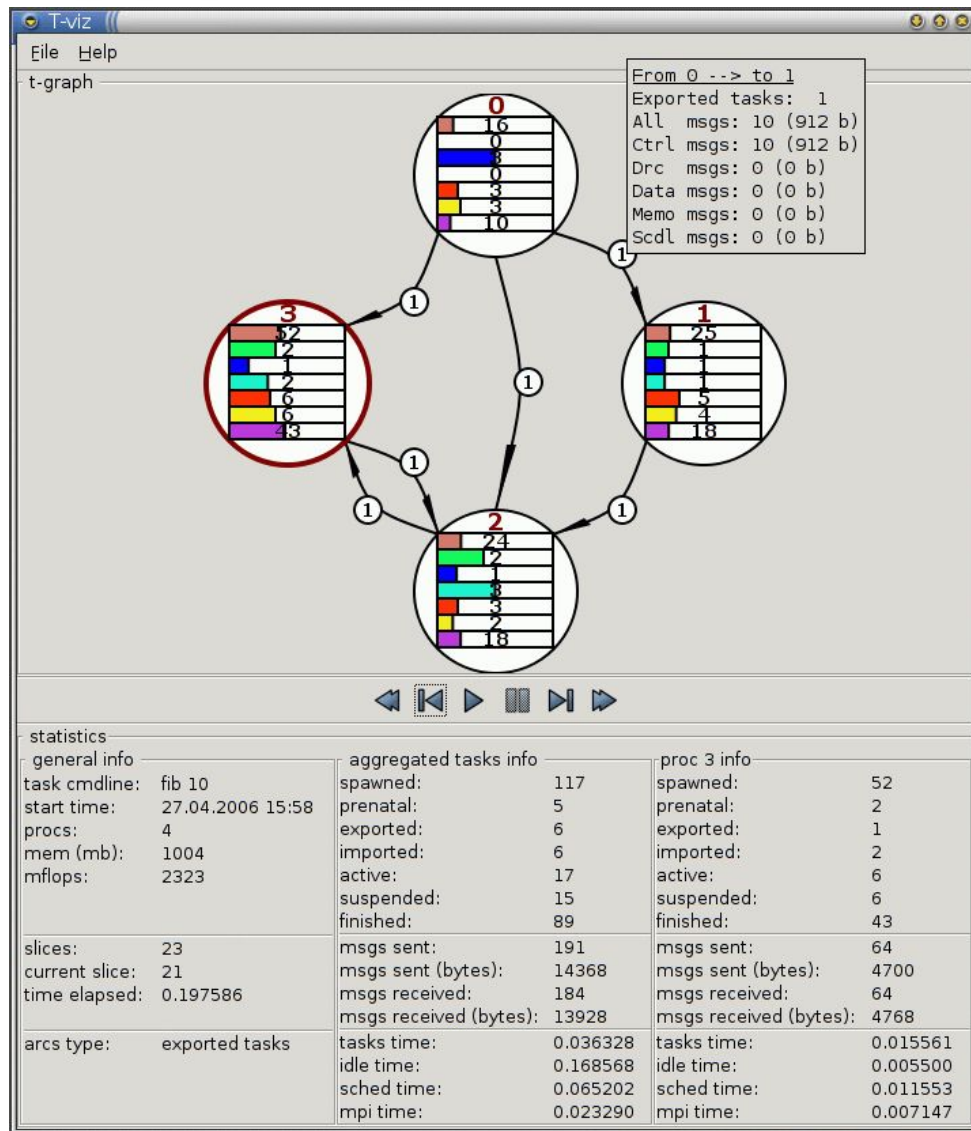 T-viz
File Help
t-graph
From 0 --> to 1
Exported tasks: 1
All msgs: 10 (912 b)
Ctrl msgs: 10 (912 b)
Drc msgs: 0 (0 b)
Data msgs: 0 (0 b)
Memo msgs: 0 (0 b)
Scdl msgs: 0 (0 b)
0
16
0
3
0
3
3
10
1
1
3
52
2
1
2
6
6
43
1
1
25
1
1
1
5
4
18
1
1
1
2
24
2
1
3
3
2
18
statistics
general info
task cmdline: fib 10
start time: 27.04.2006 15:58
procs: 4
mem (mb): 1004
mflops: 2323
slices: 23
current slice: 21
time elapsed: 0.197586
arcs type: exported tasks
aggregated tasks info
spawned: 117
prenatal: 5
exported: 6
imported: 6
active: 17
suspended: 15
finished: 89
msgs sent: 191
msgs sent (bytes): 14368
msgs received: 184
msgs received (bytes): 13928
tasks time: 0.036328
idle time: 0.168568
sched time: 0.065202
mpi time: 0.023290
proc 3 info
spawned: 52
prenatal: 2
exported: 1
imported: 2
active: 6
suspended: 6
finished: 43
msgs sent: 64
msgs sent (bytes): 4700
msgs received: 64
msgs received (bytes): 4768
tasks time: 0.015561
idle time: 0.005500
sched time: 0.011553
mpi time: 0.007147